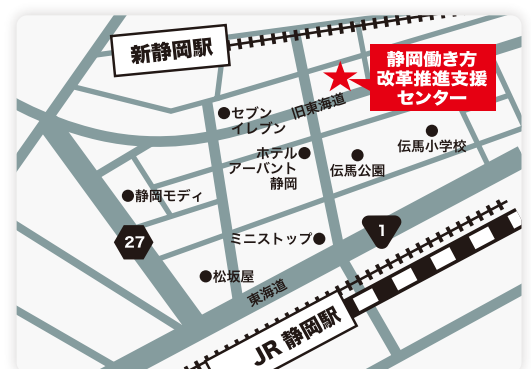 新静岡駅
静岡働き方
改革推進支援
センター
セブン
イレブン
旧東海道
伝馬小学校
ホテル
アーバント
静岡
伝馬公園
静岡モディ
27
ミニストップ
1
松坂屋
東海道
JR 静岡駅